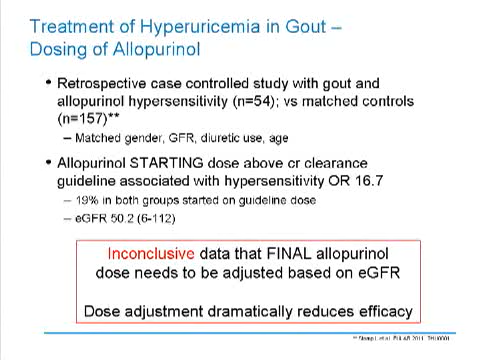 Treatment of Hyperuricemia in Gout –
Dosing of Allopurinol
• Retrospective case controlled study with gout and
allopurinol hypersensitivity (n=54); vs matched controls
(n=157)**
– Matched gender, GFR, diuretic use, age
• Allopurinol STARTING dose above cr clearance
guideline associated with hypersensitivity OR 16.7
– 19% in both groups started on guideline dose
– eGFR 50.2 (6-112)
Inconclusive data that FINAL allopurinol
dose needs to be adjusted based on eGFR
Dose adjustment dramatically reduces efficacy
** et al. 2011